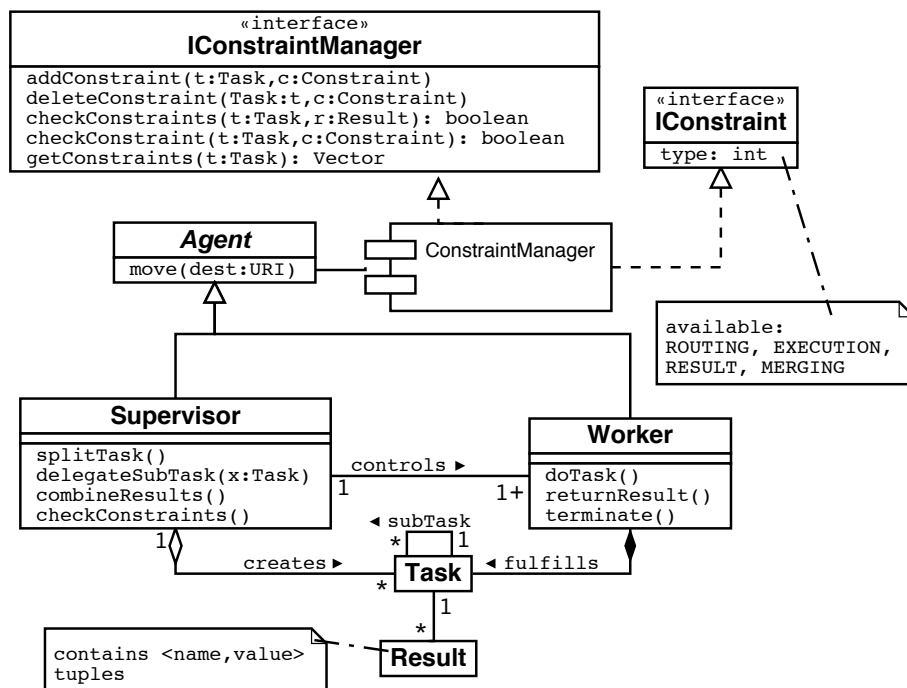 «interface»
IConstraintManager
addConstraint(t:Task,c:Constraint)
deleteConstraint(Task:t,c:Constraint)
checkConstraints(t:Task,r:Result): boolean
checkConstraint(t:Task,c:Constraint): boolean
getConstraints(t:Task): Vector
«interface»
IConstraint
type: int
Agent
move(dest:URI)
ConstraintManager
available:
ROUTING, EXECUTION,
RESULT, MERGING
Supervisor
splitTask()
delegateSubTask(x:Task)
combineResults()
checkConstraints()
controls ►
1
1+
Worker
doTask()
returnResult()
terminate()
◄ subTask
* 1
1
creates ►
*
Task
◄ fulfills
1
*
Result
contains <name,value>
tuples